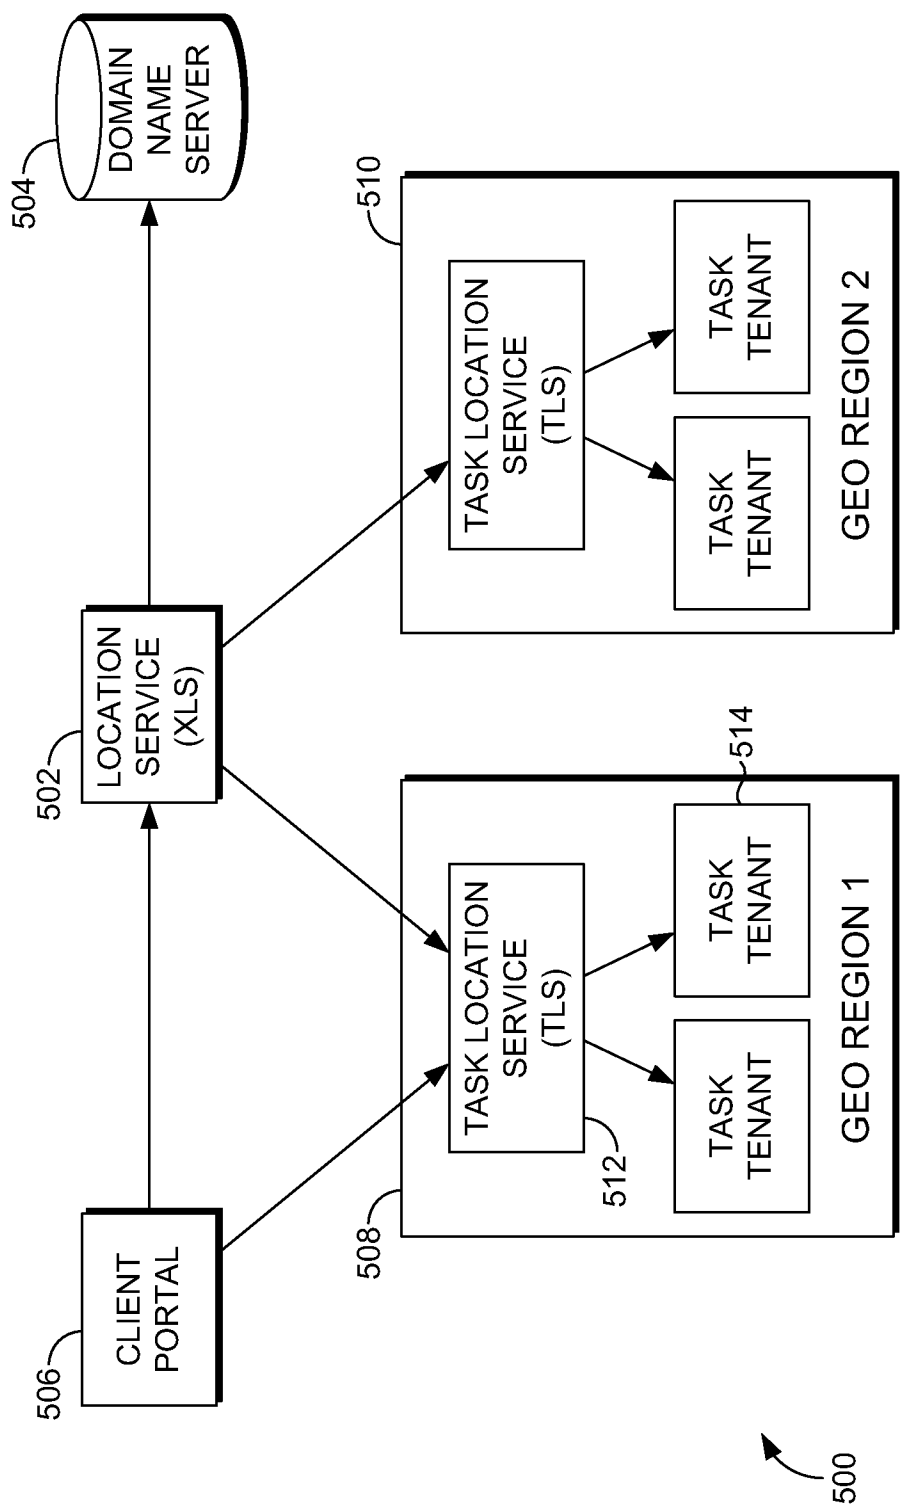 506
CLIENT
PORTAL
502
LOCATION
SERVICE
(XLS)
504
DOMAIN
NAME
SERVER
508
TASK LOCATION
SERVICE
(TLS)
512
TASK
TENANT
TASK
TENANT
514
GEO REGION 1
510
TASK LOCATION
SERVICE
(TLS)
TASK
TENANT
TASK
TENANT
GEO REGION 2
500